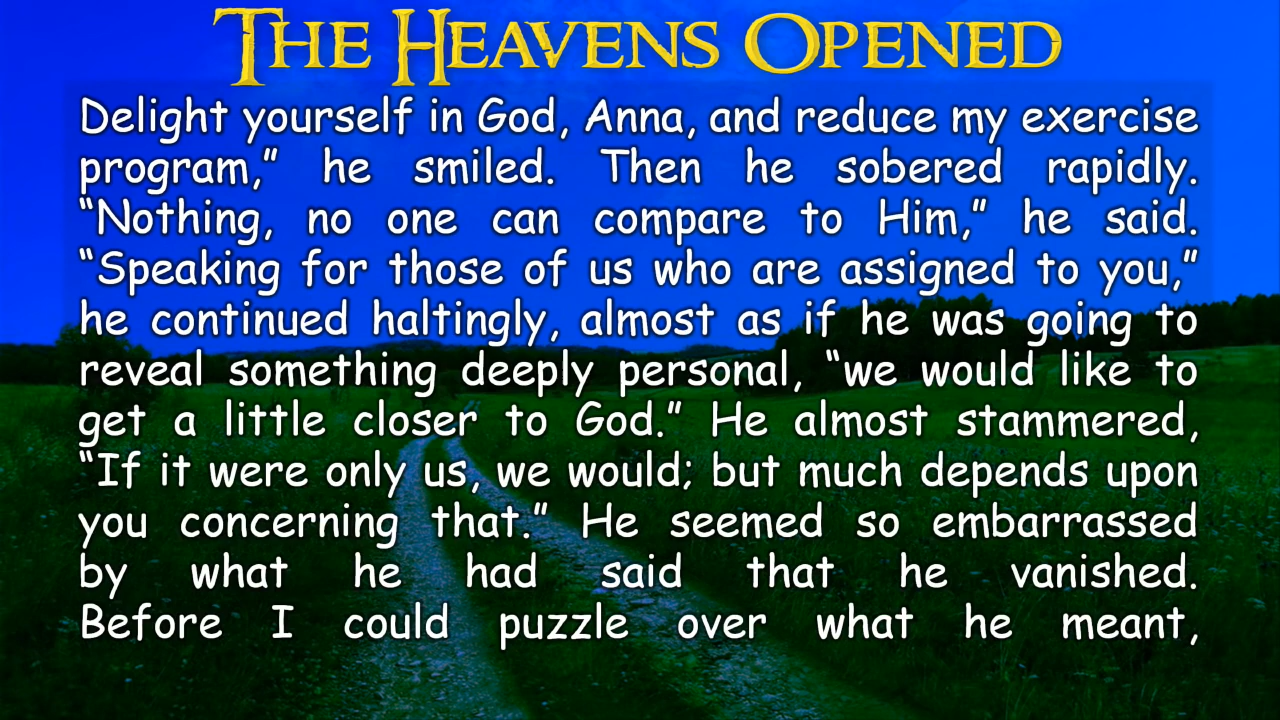 THE HEAVENS OPENED
Delight yourself in God, Anna, and reduce my exercise
program,” he smiled. Then he sobered rapidly.
“Nothing, no one can compare to Him,” he said.
“Speaking for those of us who are assigned to you,”
he continued haltingly, almost as if he was going to
reveal something deeply personal, “we would like to
get a little closer to God.” He almost stammered,
“If it were only us, we would; but much depends upon
you concerning that.” He seemed so embarrassed
by what he had said that he vanished.
Before I could puzzle over what he meant,